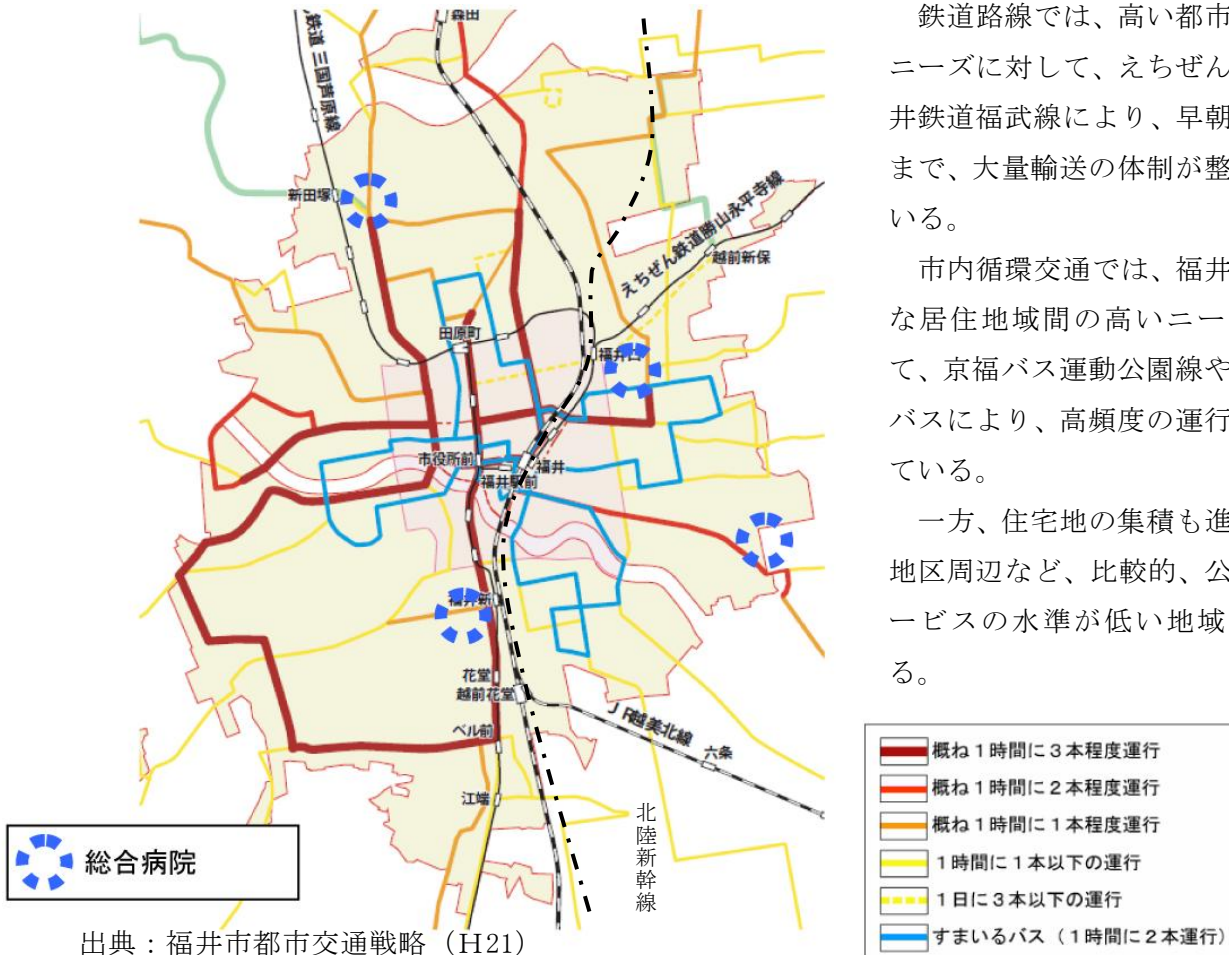 森田
えちぜん鉄道 三国芦原線
新田塚
えちぜん鉄道勝山永平寺線
越前新保
田原町
福井口
市役所前
福井
福井駅前
福井新
花堂
越前花堂
ベル前
JR越美北線
六条
江端
北陸新幹線
総合病院
出典:福井市都市交通戦略(H21)
鉄道路線では、高い都市
ニーズに対して、えちぜん
井鉄道福武線により、早朝
まで、大量輸送の体制が整
いる。
市内循環交通では、福井
な居住地域間の高いニー
て、京福バス運動公園線や
バスにより、高頻度の運行
ている。
一方、住宅地の集積も進
地区周辺など、比較的、公
ービスの水準が低い地域
る。
概ね1時間に3本程度運行
概ね1時間に2本程度運行
概ね1時間に1本程度運行
1時間に1本以下の運行
1日に3本以下の運行
すまいるバス(1時間に2本運行)